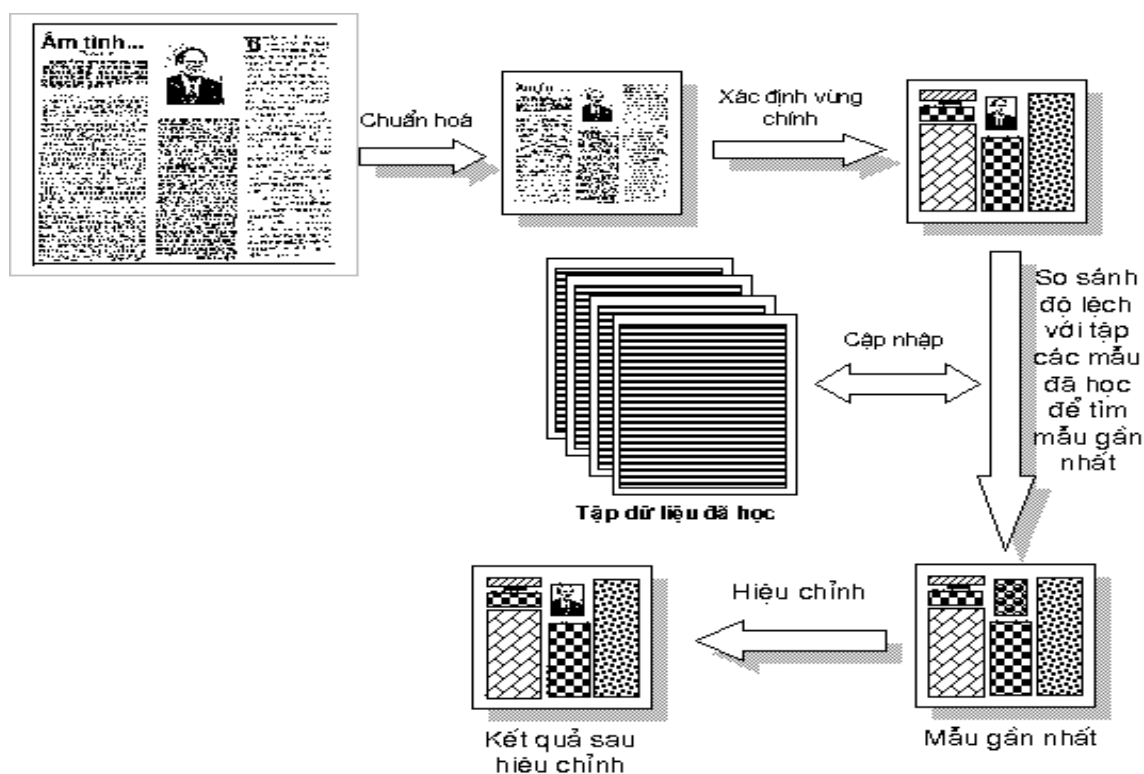 Âm tình...
Chuẩn hoá
Xác định vùng
chính
So sánh
độ lệch
với tập
các mẫu
đã học
để tìm
mẫu gần
nhất
Cập nhập
Tập dữ liệu đã học
Hiệu chỉnh
Kết quả sau
hiệu chỉnh
Mẫu gần nhất